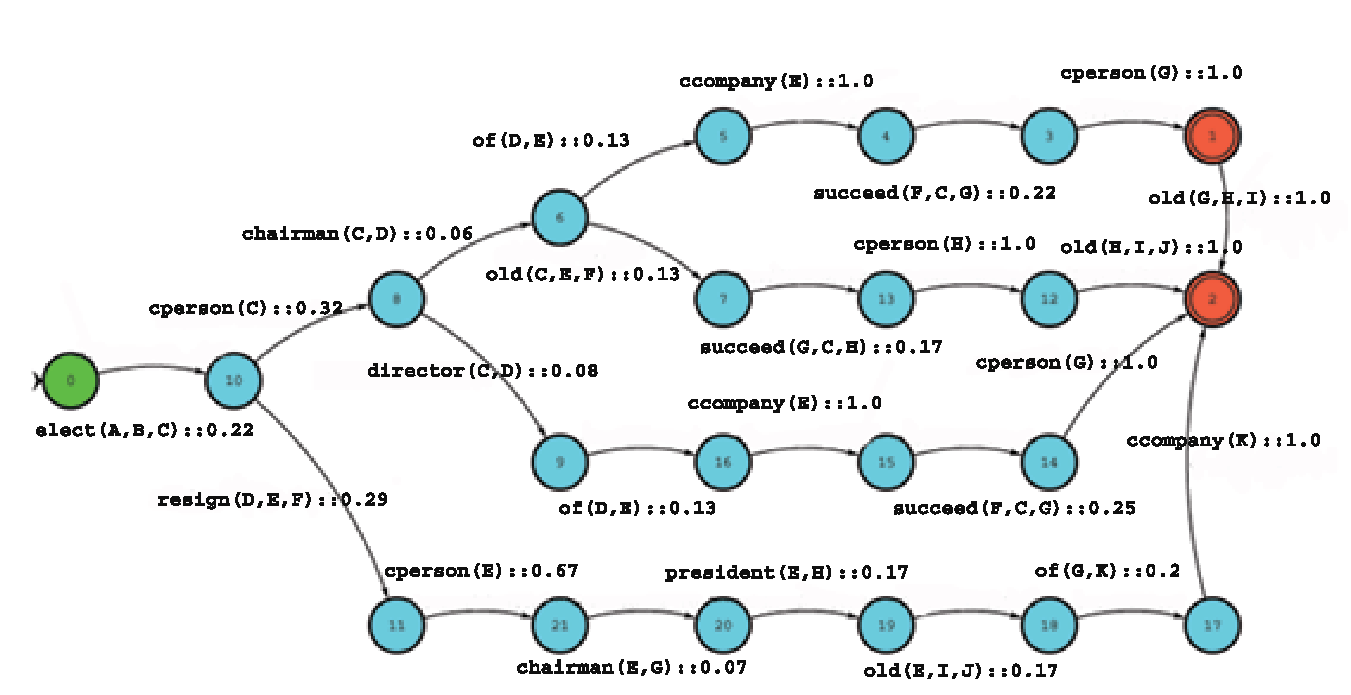 cperson(G)::1.0
ccompany(E)::1.0
5
4
3
1
of(D,E)::0.13
succeed(F,C,G)::0.22
old(G,H,I)::1.0
6
chairman(C,D)::0.06
cperson(H)::1.0
old(H,I,J)::1.0
old(C,E,F)::0.13
8
7
13
12
2
cperson(C)::0.32
succeed(G,C,H)::0.17
cperson(G)::1.0
director(C,D)::0.08
0
10
ccompany(E)::1.0
elect(A,B,C)::0.22
ccompany(K)::1.0
9
16
15
14
resign(D,E,F)::0.29
of(D,E)::0.13
succeed(F,C,G)::0.25
cperson(E)::0.67
president(E,H)::0.17
of(G,K)::0.2
11
21
20
19
18
17
chairman(E,G)::0.07
old(E,I,J)::0.17